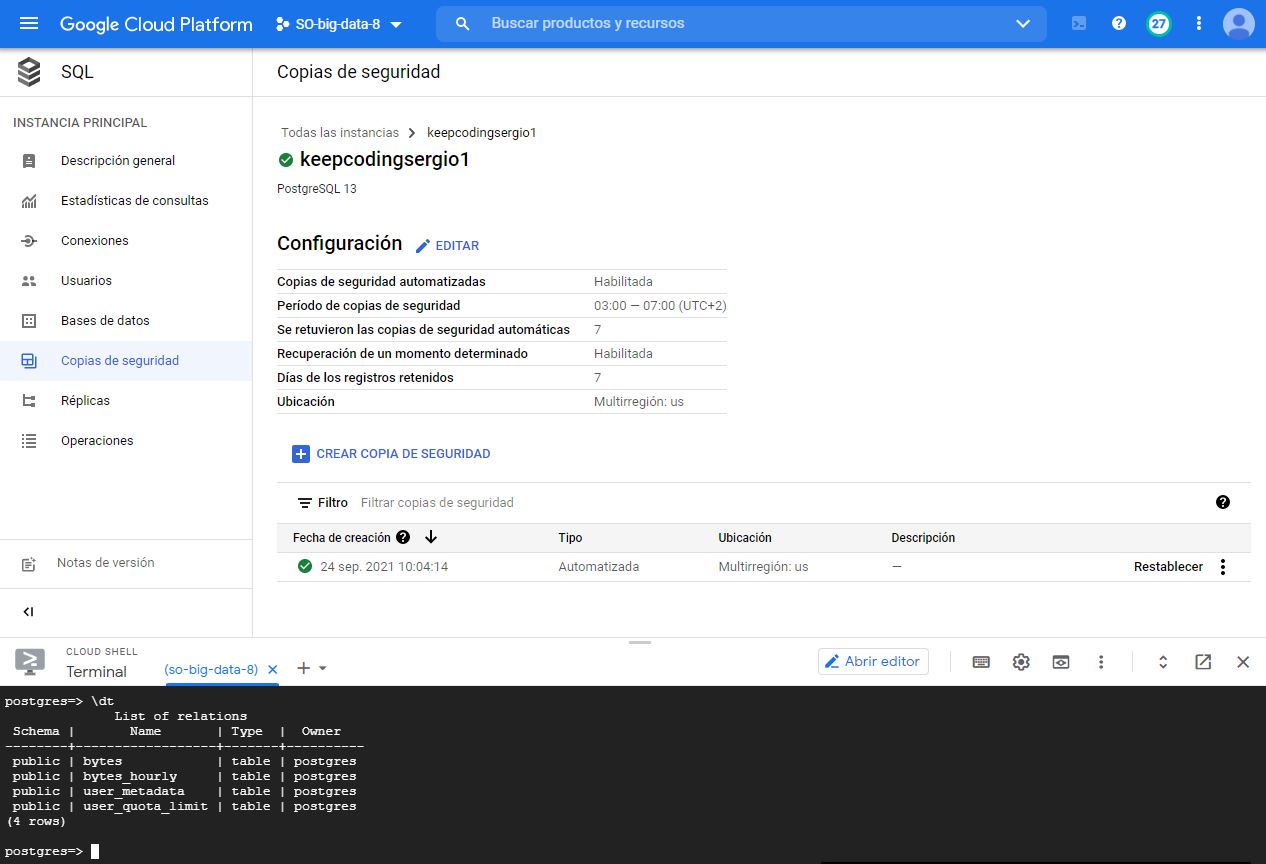 Google Cloud Platform SO-big-data-8 Buscar productos y recursos 27
SQL
Copias de seguridad
INSTANCIA PRINCIPAL
Descripción general
Estadísticas de consultas
Conexiones
Usuarios
Bases de datos
Copias de seguridad
Réplicas
Operaciones
Notas de versión
Todas las instancias keepcodingsergio1
keepcodingsergio1
PostgreSQL 13
Configuración EDITAR
Copias de seguridad automatizadas Habilitada
Período de copias de seguridad 03:00 — 07:00 (UTC+2)
Se retuvieron las copias de seguridad automáticas 7
Recuperación de un momento determinado Habilitada
Días de los registros retenidos 7
Ubicación Multirregión: us
CREAR COPIA DE SEGURIDAD
Filtro Filtrar copias de seguridad
Fecha de creación Tipo Ubicación Descripción
24 sep. 2021 10:04:14 Automatizada Multirregión: us — Restablecer
CLOUD SHELL
Terminal (so-big-data-8) Abrir editor
postgres=> \dt
List of relations
Schema | Name | Type | Owner
--------+------------------+-------+----------
public | bytes | table | postgres
public | bytes_hourly | table | postgres
public | user_metadata | table | postgres
public | user_quota_limit | table | postgres
(4 rows)
postgres=>